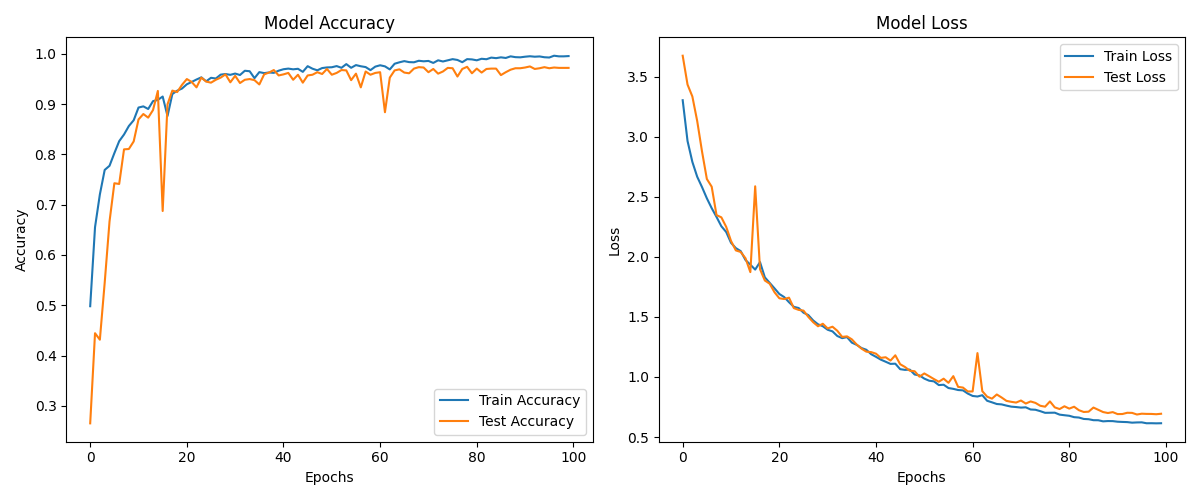 Model Accuracy
Accuracy
1.0
0.9
0.8
0.7
0.6
0.5
0.4
0.3
0
20
40
60
80
100
Epochs
Train Accuracy
Test Accuracy
Model Loss
Loss
3.5
3.0
2.5
2.0
1.5
1.0
0.5
0
20
40
60
80
100
Epochs
Train Loss
Test Loss